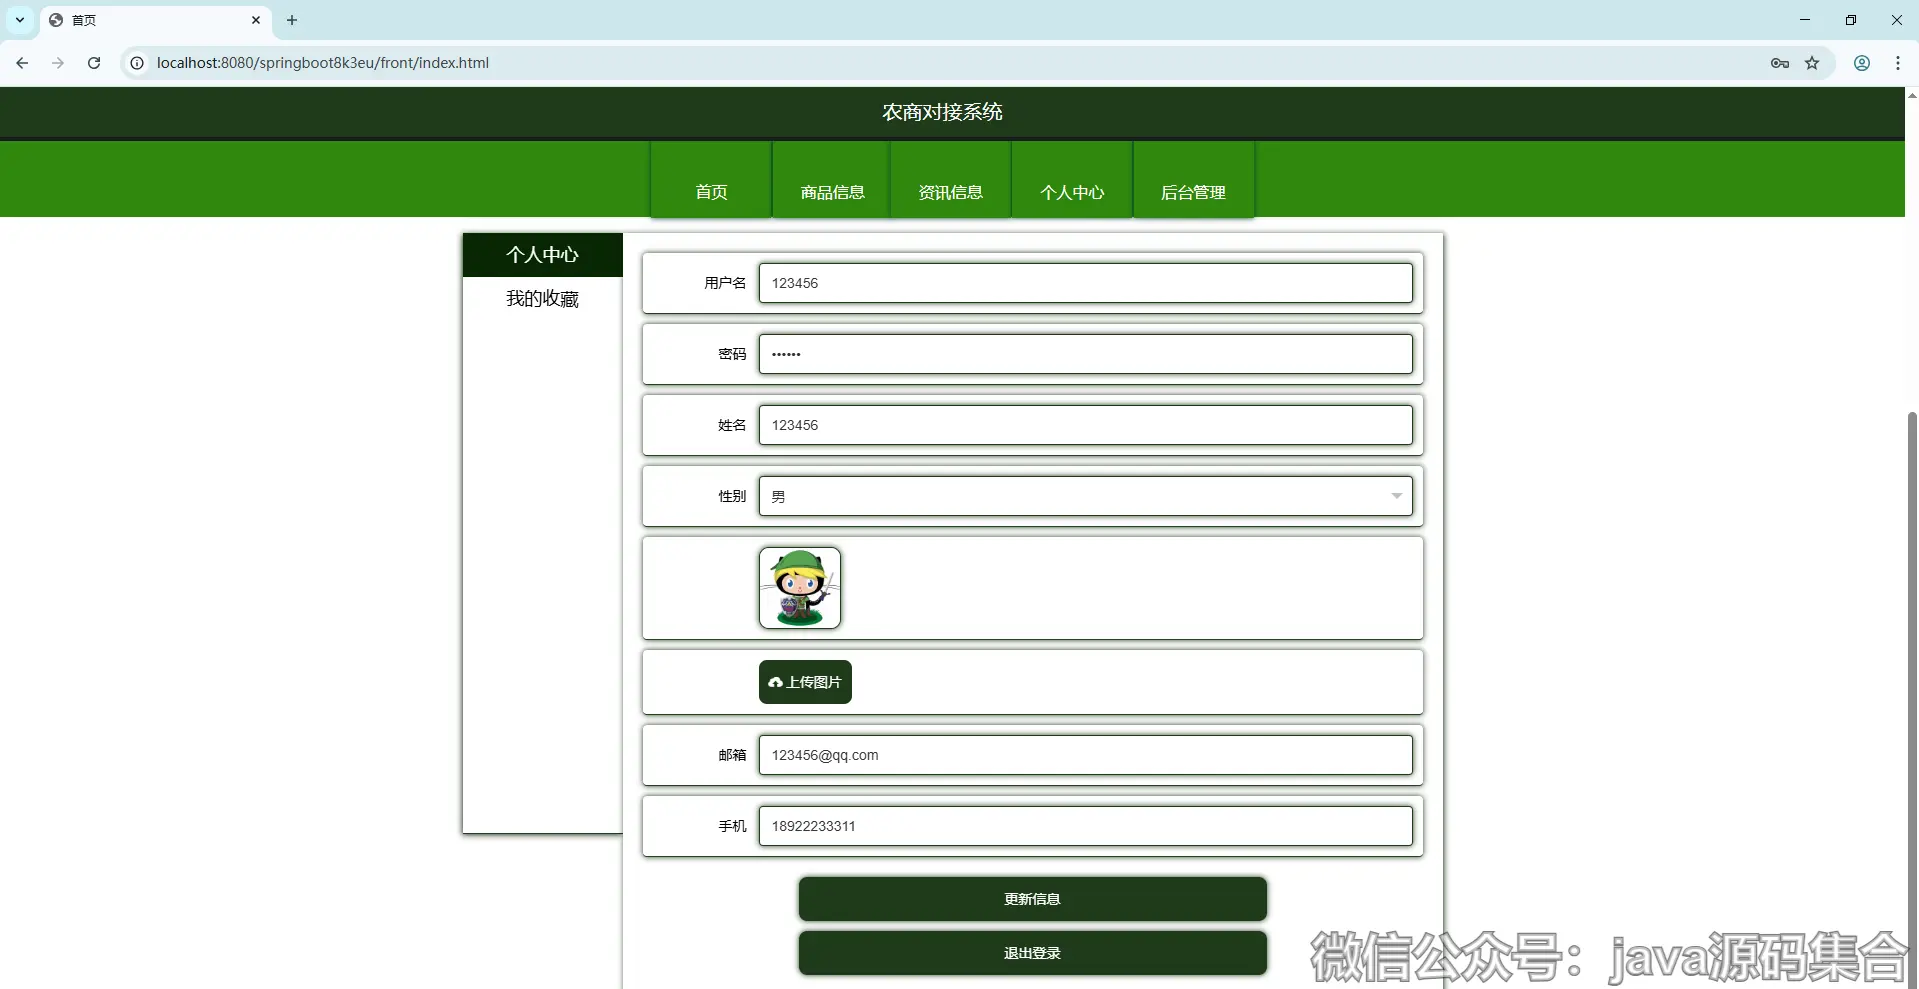 首页
localhost:8080/springboot8k3eu/front/index.html
农商对接系统
首页
商品信息
资讯信息
个人中心
后台管理
个人中心
我的收藏
用户名
123456
密码
••••••
姓名
123456
性别
男
上传图片
邮箱
123456@qq.com
手机
18922233311
更新信息
退出登录
微信公众号：java源码集合